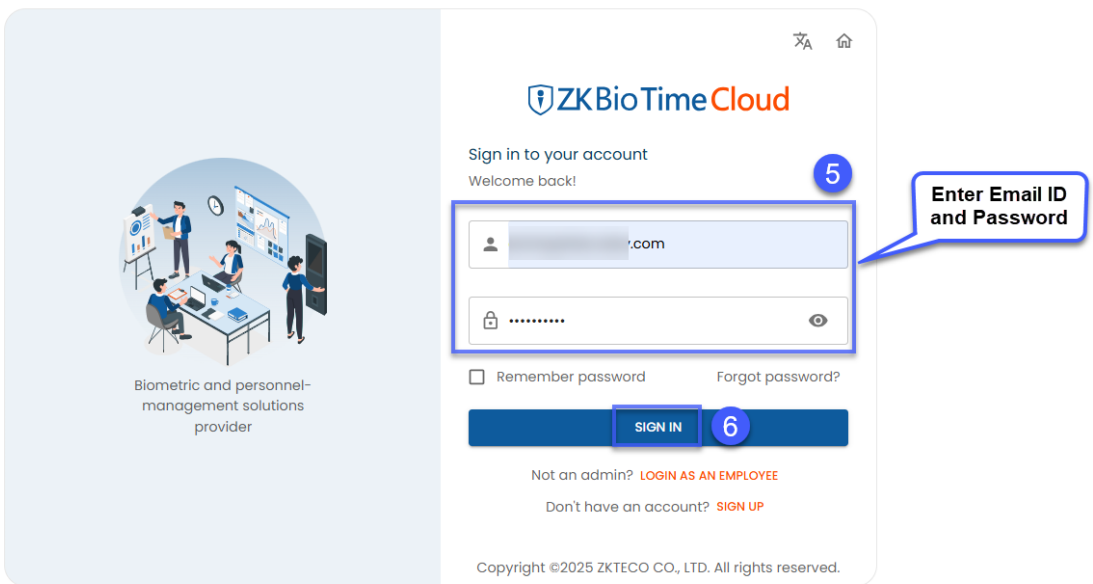 ZKBioTime Cloud
Sign in to your account
Welcome back!
5
Enter Email ID
and Password
.com
••••••••••
Remember password
Forgot password?
SIGN IN
6
Not an admin? LOGIN AS AN EMPLOYEE
Don't have an account? SIGN UP
Biometric and personnel-
management solutions
provider
Copyright ©2025 ZKTECO CO., LTD. All rights reserved.